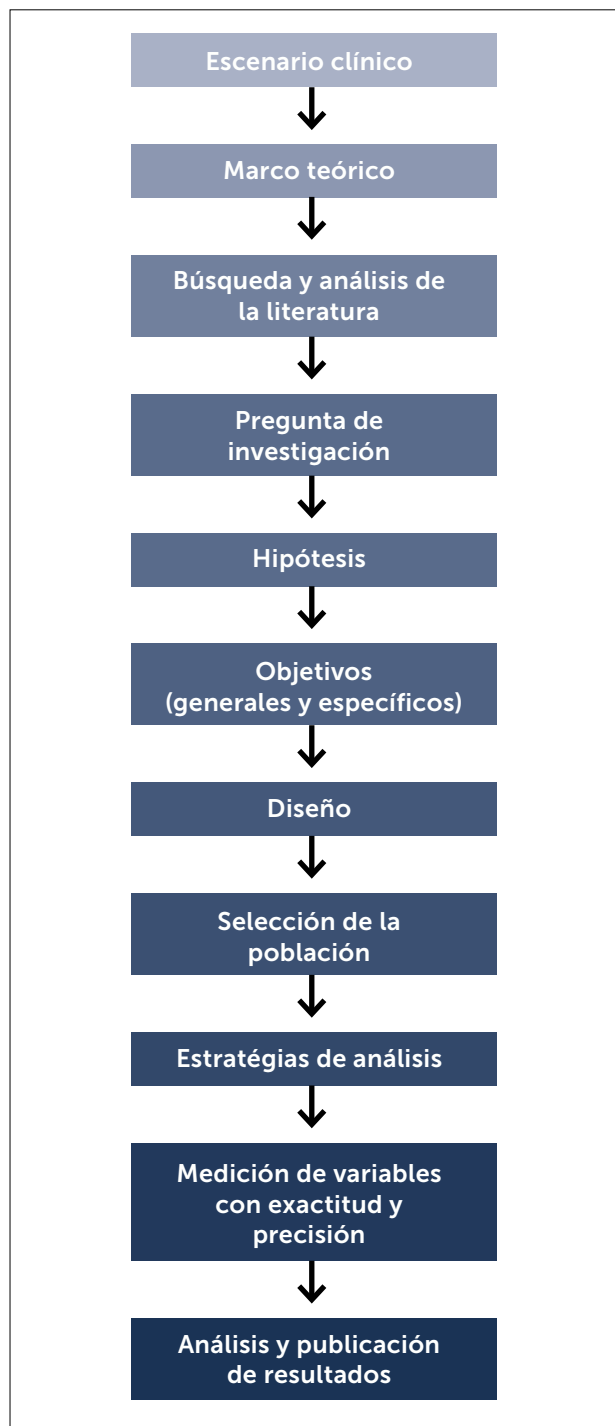 Escenario clínico
Marco teórico
Búsqueda y análisis de
la literatura
Pregunta de
investigación
Hipótesis
Objetivos
(generales y específicos)
Diseño
Selección de la
población
Estratégias de análisis
Medición de variables
con exactitud y
precisión
Análisis y publicación
de resultados